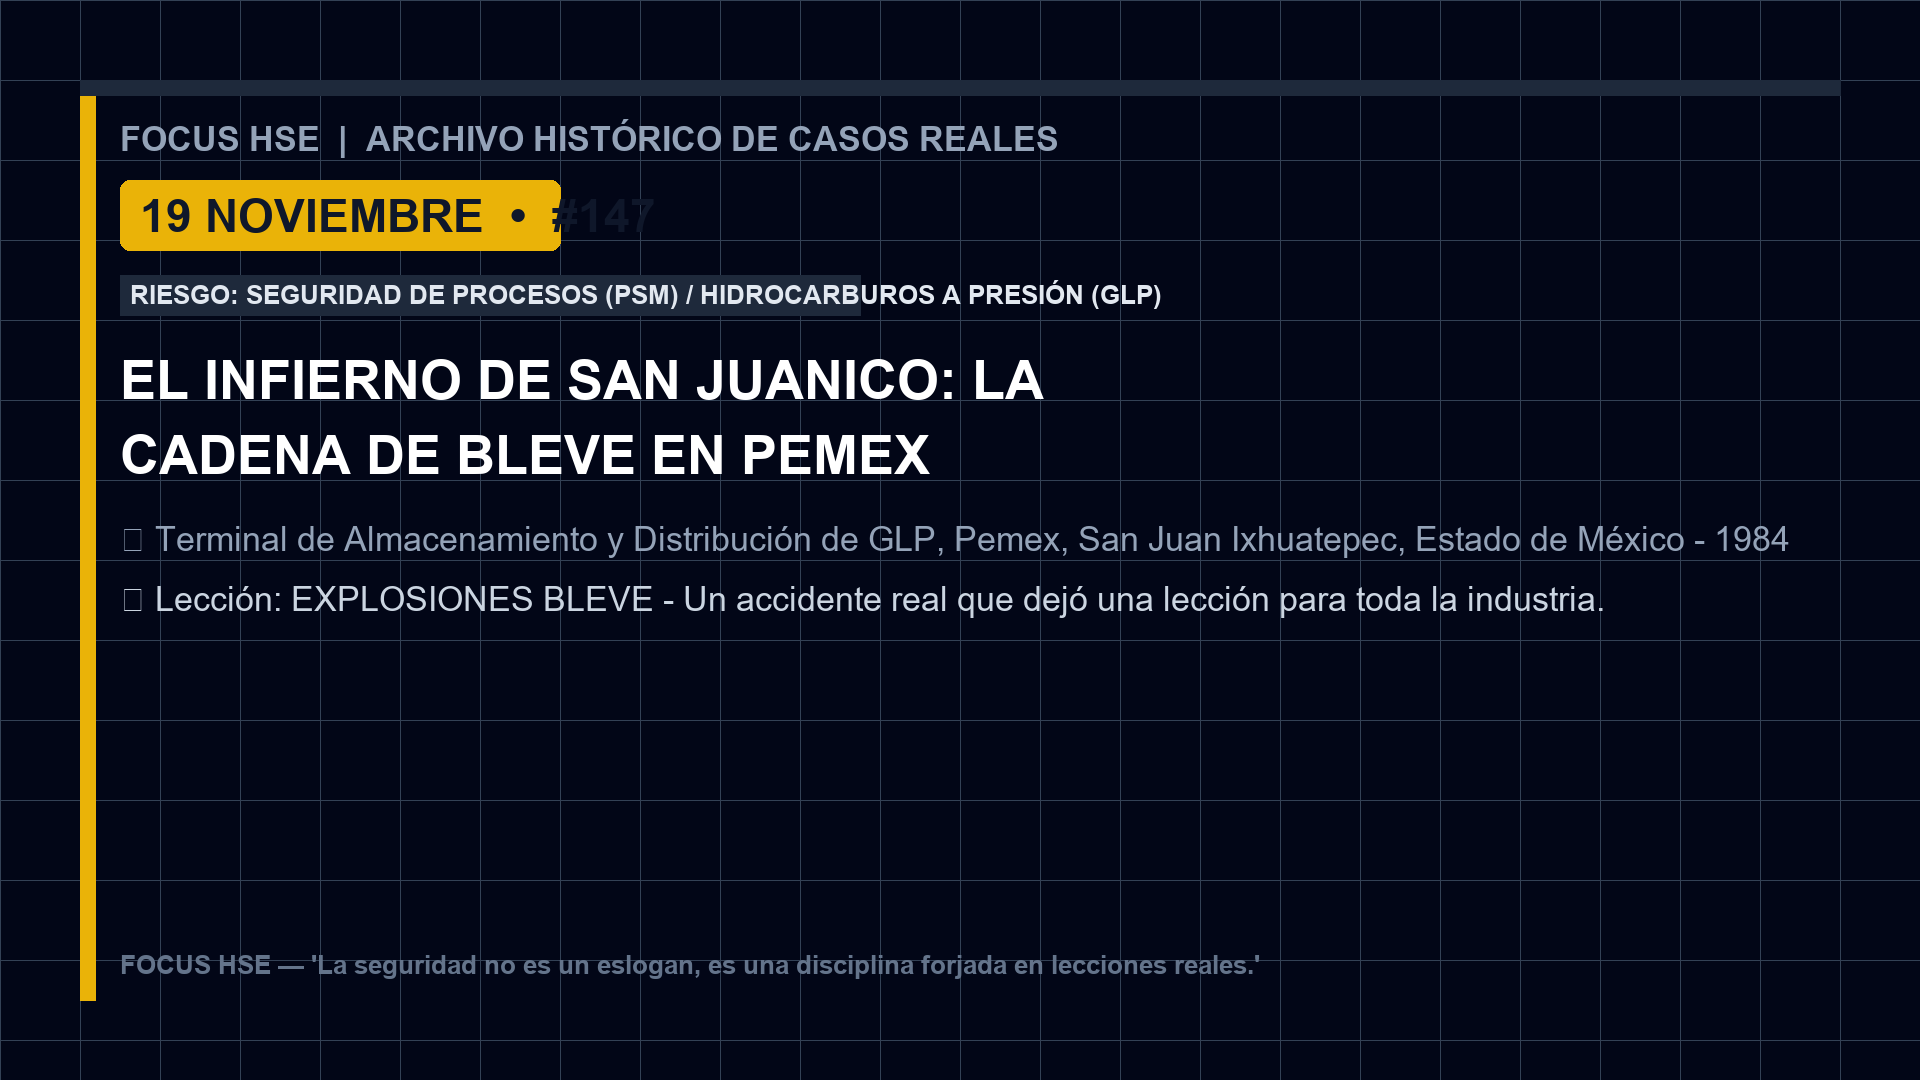 FOCUS HSE | ARCHIVO HISTÓRICO DE CASOS REALES
19 NOVIEMBRE • #147
RIESGO: SEGURIDAD DE PROCESOS (PSM) / HIDROCARBUROS A PRESIÓN (GLP)
EL INFIERNO DE SAN JUANICO: LA
CADENA DE BLEVE EN PEMEX
Terminal de Almacenamiento y Distribución de GLP, Pemex, San Juan Ixhuatepec, Estado de México - 1984
Lección: EXPLOSIONES BLEVE - Un accidente real que dejó una lección para toda la industria.
FOCUS HSE — 'La seguridad no es un eslogan, es una disciplina forjada en lecciones reales.'